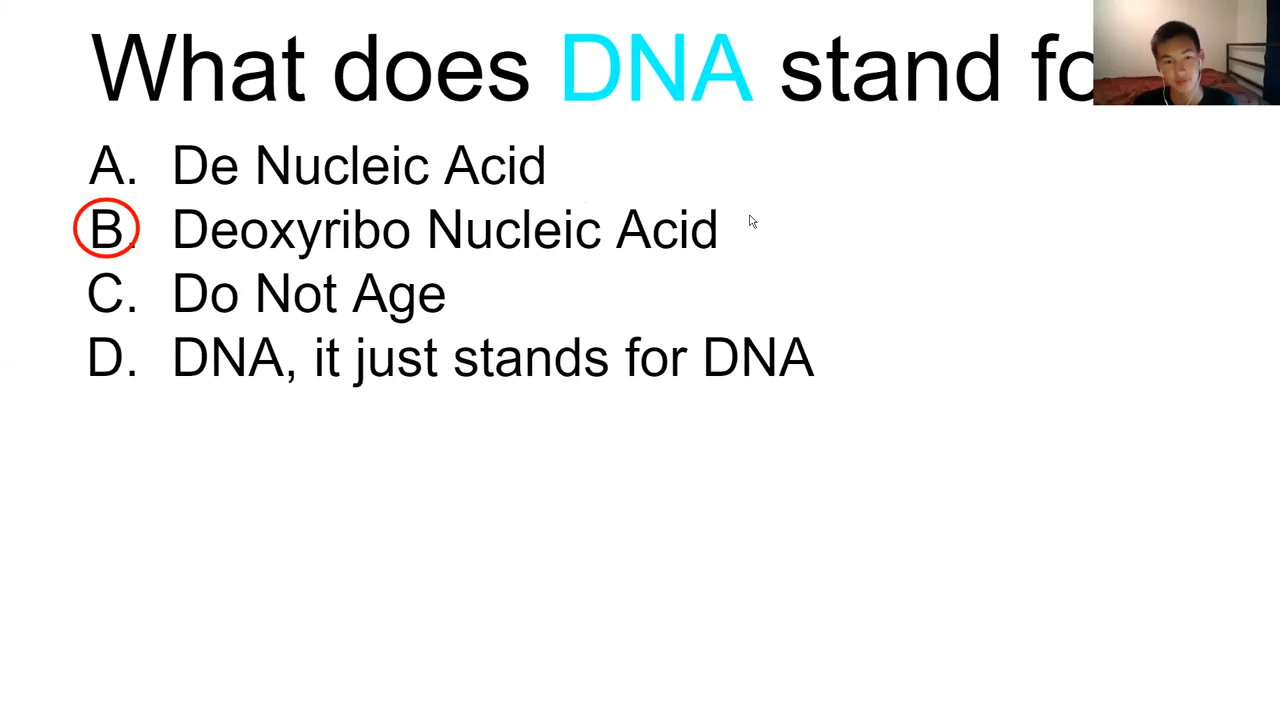 What does DNA stand fo
A. De Nucleic Acid
B. Deoxyribo Nucleic Acid
C. Do Not Age
D. DNA, it just stands for DNA